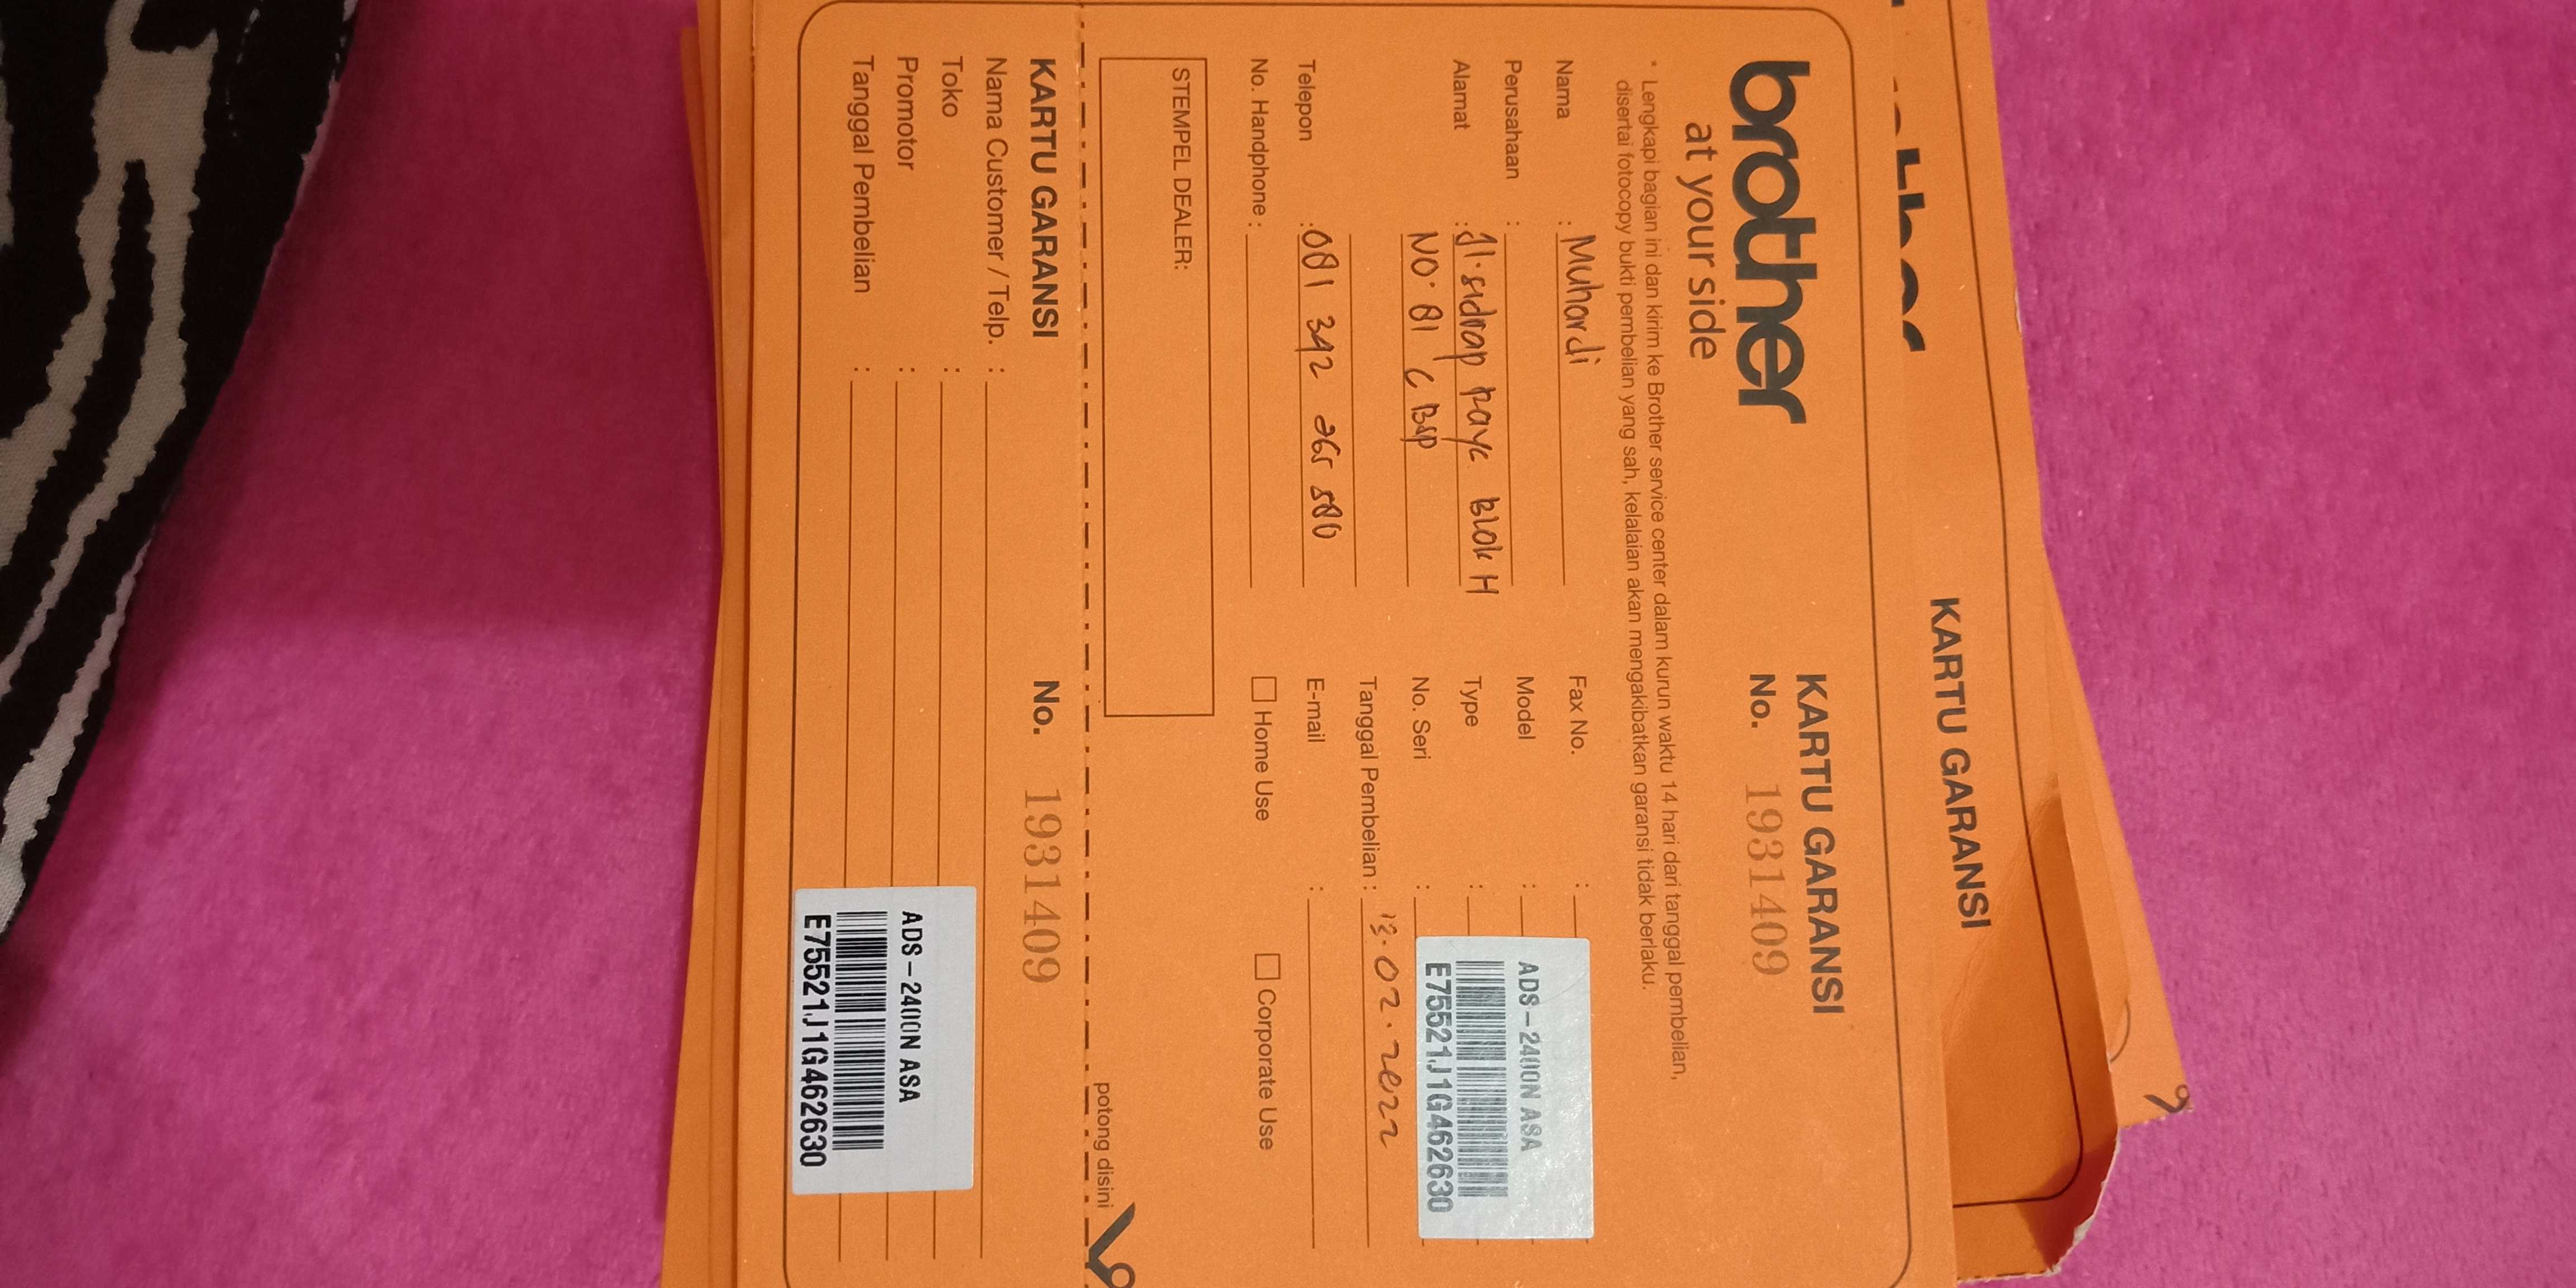 KARTU GARANSI
brother
at your side
KARTU GARANSI
No. 1931409
* Lengkapi bagian ini dan kirim ke Brother service center dalam kurun waktu 14 hari dari tanggal pembelian,
disertai fotocopy bukti pembelian yang sah, kelalaian akan mengakibatkan garansi tidak berlaku.
Nama : Muhardi
Perusahaan :
Alamat : Jl. sidrap raya Blok H
No. 81 C BSP
Telepon : 081 342 265 580
No. Handphone :
Fax No. :
Model : ADS-2400N ASA
Type :
No. Seri : E75521J1G462630
Tanggal Pembelian : 13.02.2022
E-mail :
Home Use
Corporate Use
STEMPEL DEALER:
potong disini
KARTU GARANSI
No. 1931409
Nama Customer / Telp. :
Toko :
Promotor :
Tanggal Pembelian :
ADS-2400N ASA
E75521J1G462630